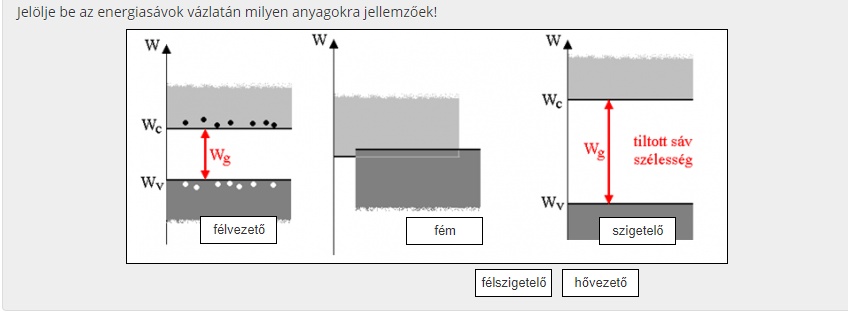 Jelölje be az energiasávok vázlatán milyen anyagokra jellemzőek!
W
Wc
Wg
Wv
félvezető
W
fém
W
Wc
Wg
tiltott sáv
szélesség
Wv
szigetelő
félszigetelő
hővezető